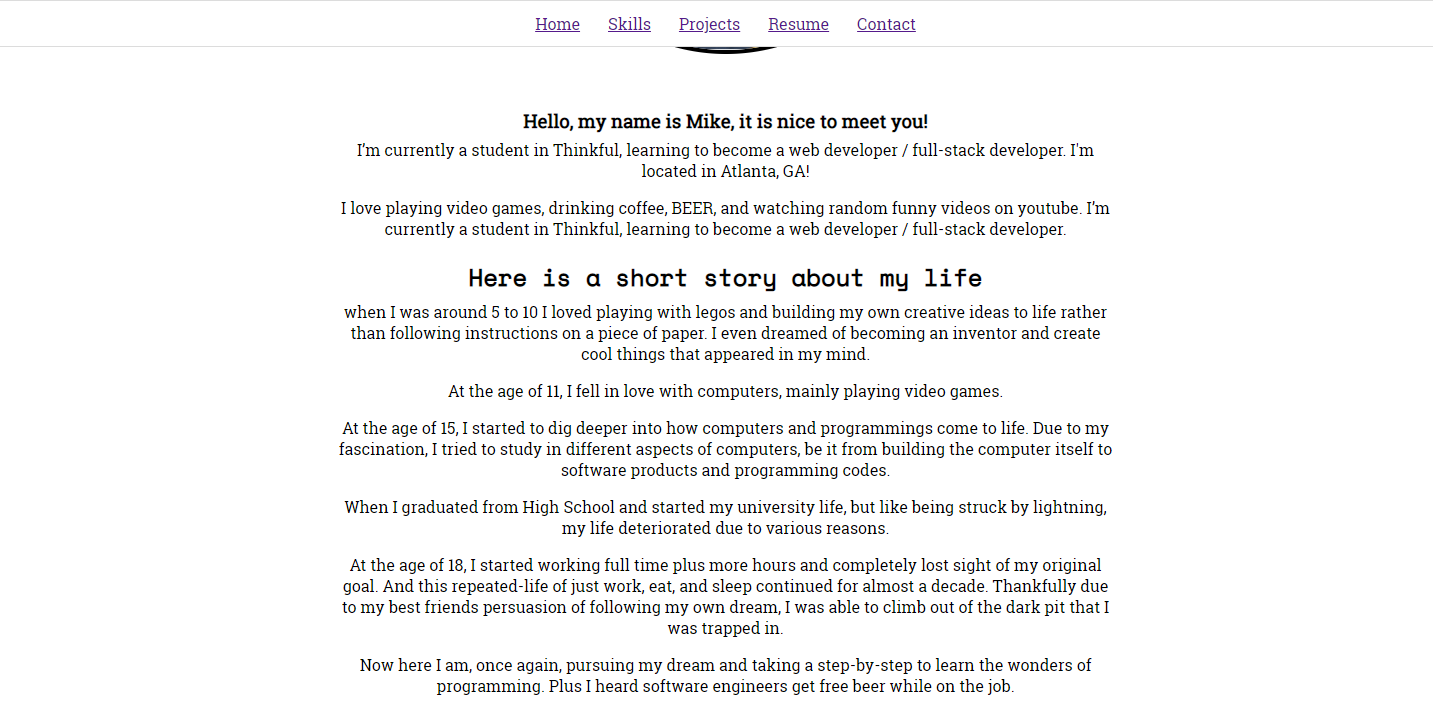 Home Skills Projects Resume Contact
Hello, my name is Mike, it is nice to meet you!
I’m currently a student in Thinkful, learning to become a web developer / full-stack developer. I'm
located in Atlanta, GA!
I love playing video games, drinking coffee, BEER, and watching random funny videos on youtube. I’m
currently a student in Thinkful, learning to become a web developer / full-stack developer.
Here is a short story about my life
when I was around 5 to 10 I loved playing with legos and building my own creative ideas to life rather
than following instructions on a piece of paper. I even dreamed of becoming an inventor and create
cool things that appeared in my mind.
At the age of 11, I fell in love with computers, mainly playing video games.
At the age of 15, I started to dig deeper into how computers and programmings come to life. Due to my
fascination, I tried to study in different aspects of computers, be it from building the computer itself to
software products and programming codes.
When I graduated from High School and started my university life, but like being struck by lightning,
my life deteriorated due to various reasons.
At the age of 18, I started working full time plus more hours and completely lost sight of my original
goal. And this repeated-life of just work, eat, and sleep continued for almost a decade. Thankfully due
to my best friends persuasion of following my own dream, I was able to climb out of the dark pit that I
was trapped in.
Now here I am, once again, pursuing my dream and taking a step-by-step to learn the wonders of
programming. Plus I heard software engineers get free beer while on the job.